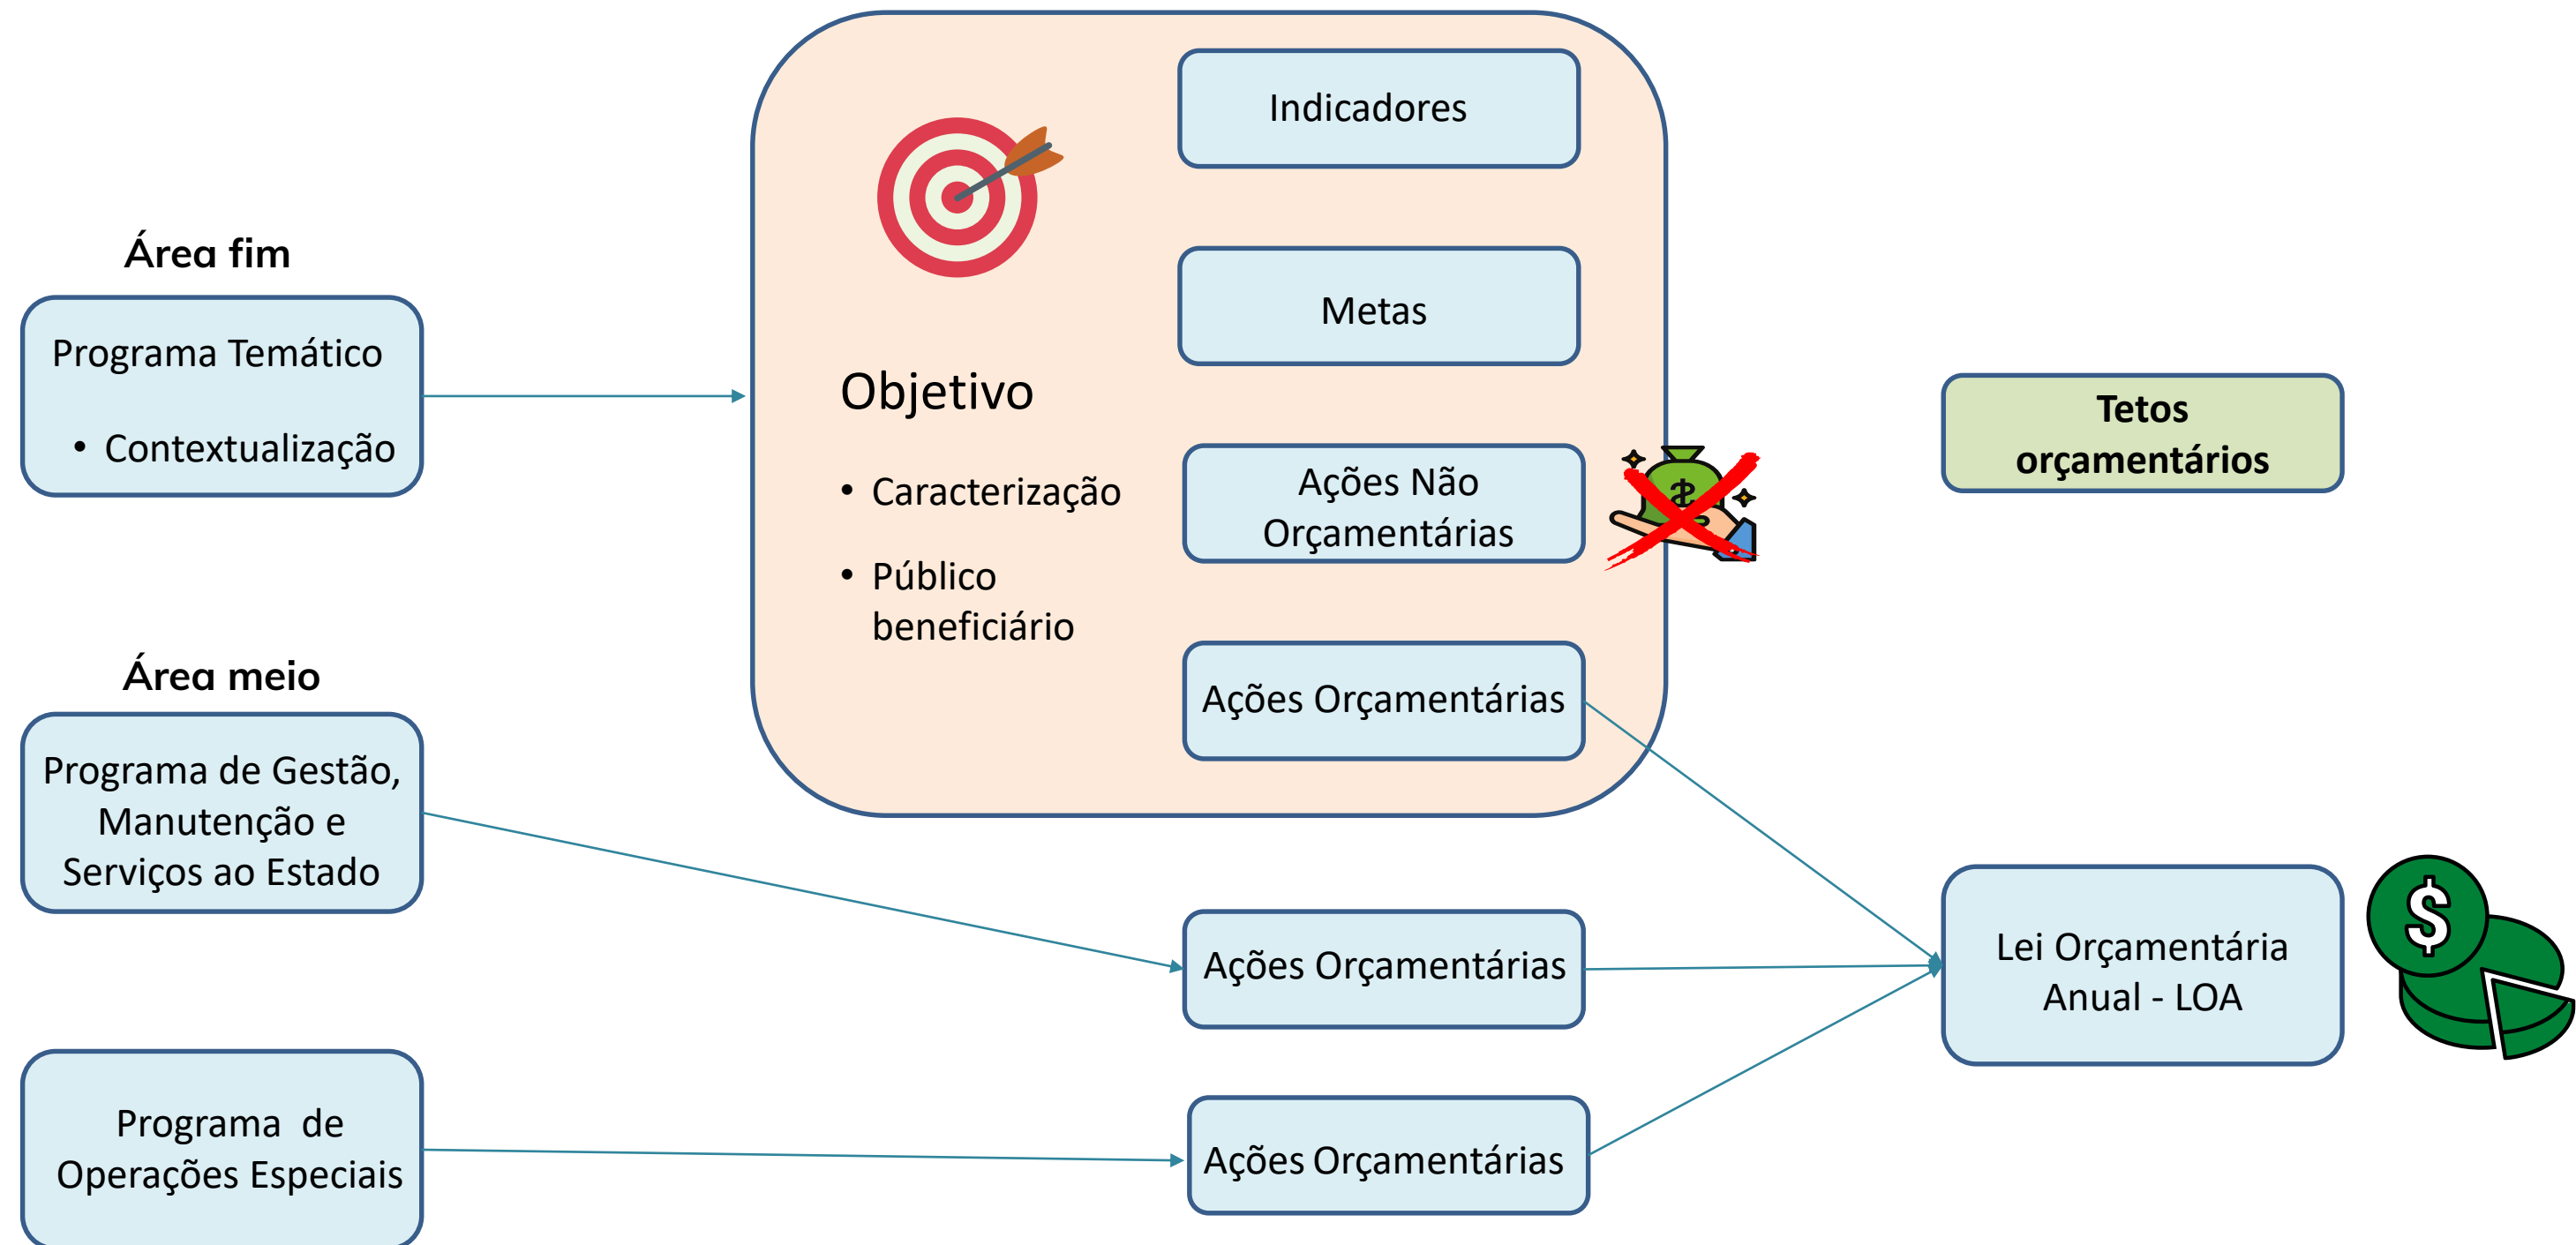 Área fim
Programa Temático
• Contextualização
Área meio
Programa de Gestão,
Manutenção e
Serviços ao Estado
Programa de
Operações Especiais
Objetivo
• Caracterização
• Público
beneficiário
Indicadores
Metas
Ações Não
Orçamentárias
Ações Orçamentárias
Ações Orçamentárias
Ações Orçamentárias
Tetos
orçamentários
Lei Orçamentária
Anual - LOA
$